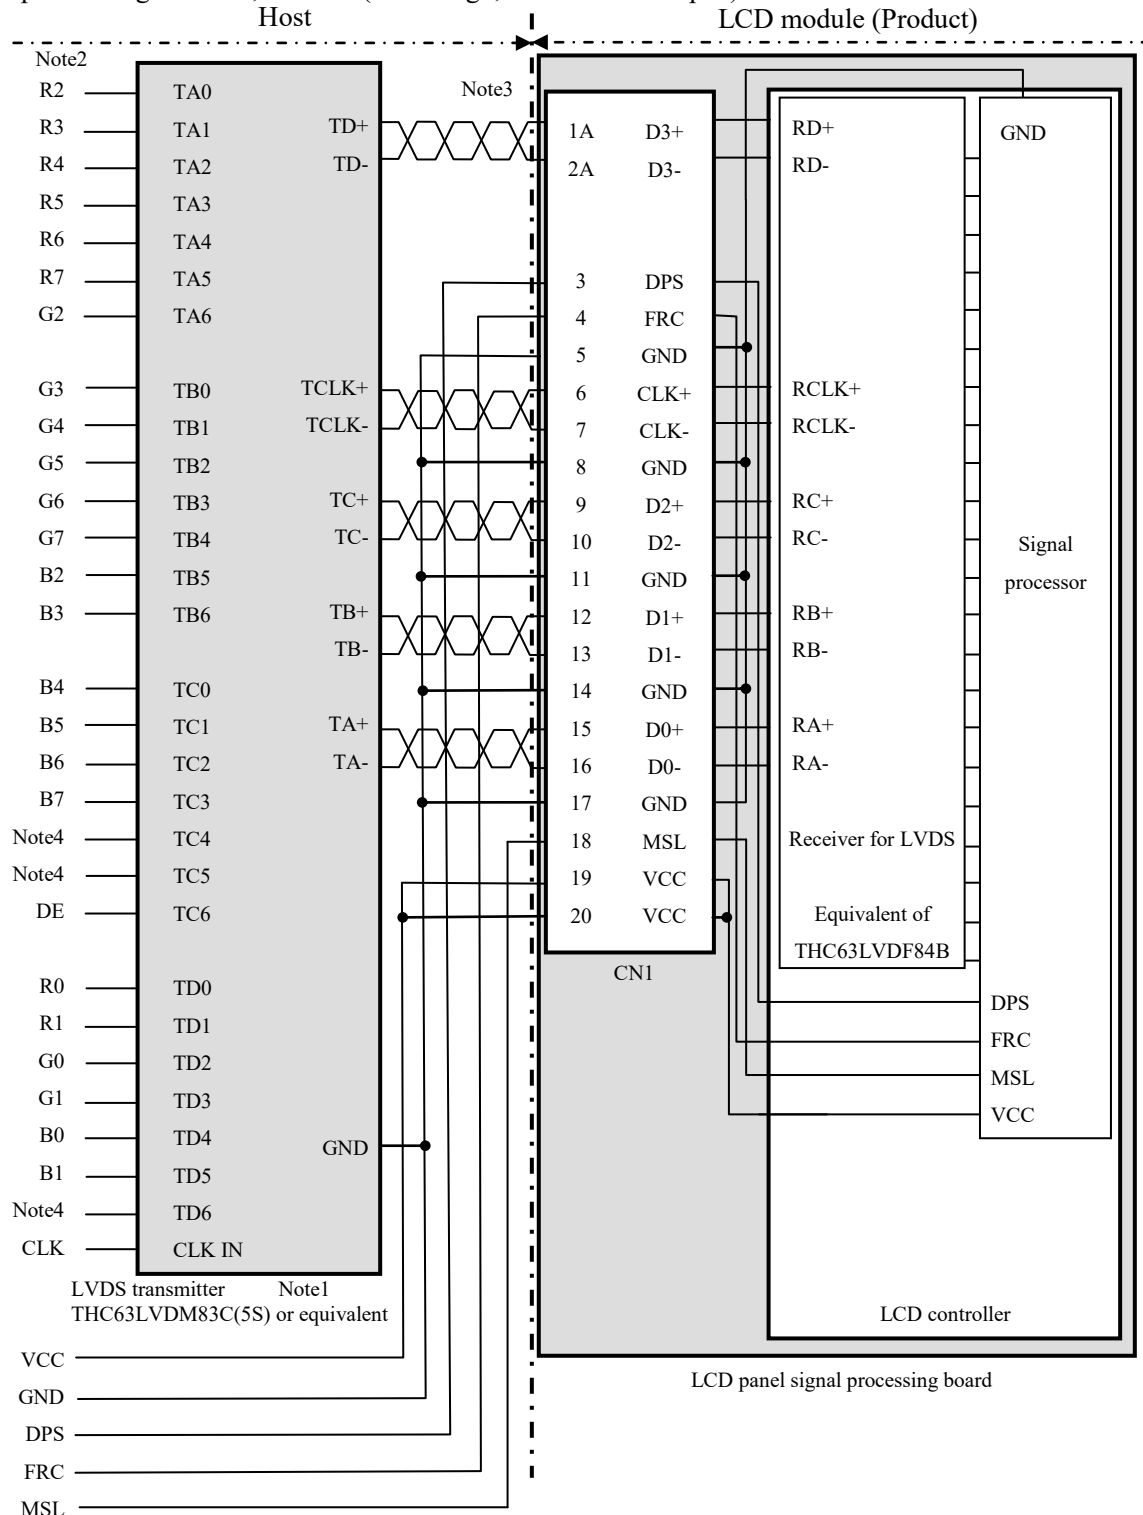 Host
LCD module (Product)
Note2
Note3
R2 TA0
R3 TA1
R4 TA2
R5 TA3
R6 TA4
R7 TA5
G2 TA6
G3 TB0
G4 TB1
G5 TB2
G6 TB3
G7 TB4
B2 TB5
B3 TB6
B4 TC0
B5 TC1
B6 TC2
B7 TC3
Note4 TC4
Note4 TC5
DE TC6
R0 TD0
R1 TD1
G0 TD2
G1 TD3
B0 TD4
B1 TD5
Note4 TD6
CLK CLK IN
TD+
TD-
TCLK+
TCLK-
TC+
TC-
TB+
TB-
TA+
TA-
GND
LVDS transmitter Note1
THC63LVDM83C(5S) or equivalent
VCC
GND
DPS
FRC
MSL
1A D3+
2A D3-
3 DPS
4 FRC
5 GND
6 CLK+
7 CLK-
8 GND
9 D2+
10 D2-
11 GND
12 D1+
13 D1-
14 GND
15 D0+
16 D0-
17 GND
18 MSL
19 VCC
20 VCC
CN1
RD+
RD-
RCLK+
RCLK-
RC+
RC-
RB+
RB-
RA+
RA-
Receiver for LVDS
Equivalent of
THC63LVDF84B
GND
Signal
processor
DPS
FRC
MSL
VCC
LCD controller
LCD panel signal processing board